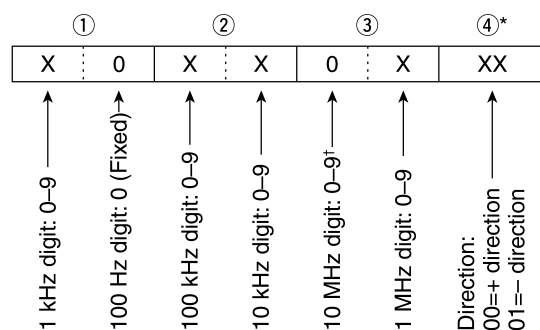 ① ② ③ ④*
X 0 X X 0 X XX
1 kHz digit: 0–9
100 Hz digit: 0 (Fixed)
100 kHz digit: 0–9
10 kHz digit: 0–9
10 MHz digit: 0–9†
1 MHz digit: 0–9
Direction:
00=+ direction
01=– direction